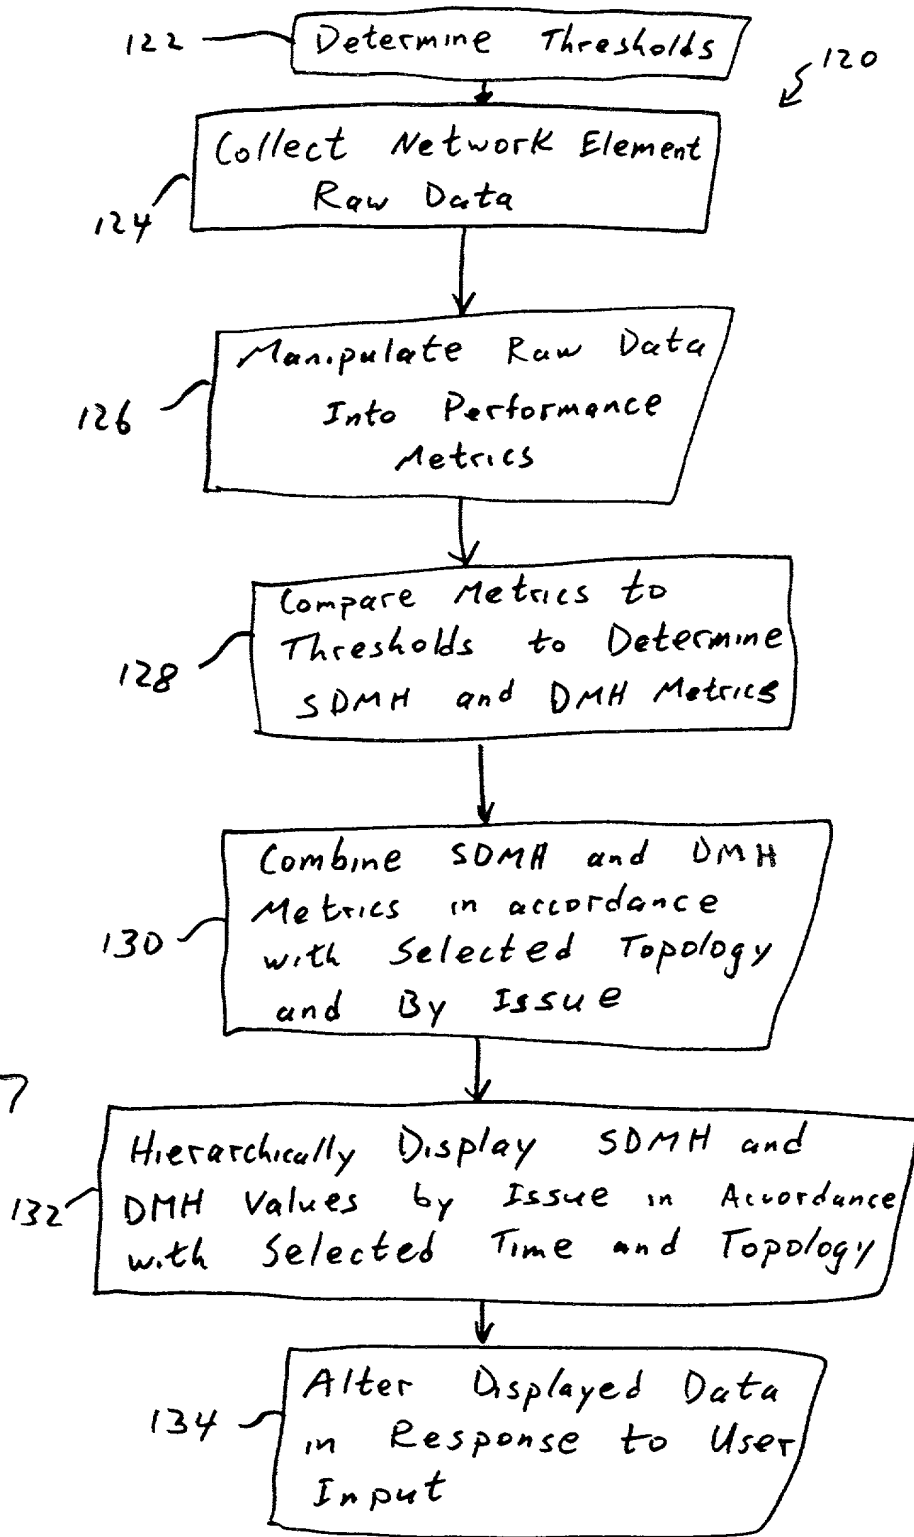 122 Determine Thresholds
120
Collect Network Element
Raw Data
124
Manipulate Raw Data
Into Performance
Metrics
126
Compare Metrics to
Thresholds to Determine
SDMH and DMH Metrics
128
Combine SDMH and DMH
Metrics in accordance
with Selected Topology
and By Issue
130
7
Hierarchically Display SDMH and
DMH Values by Issue in Accordance
with Selected Time and Topology
132
Alter Displayed Data
in Response to User
Input
134